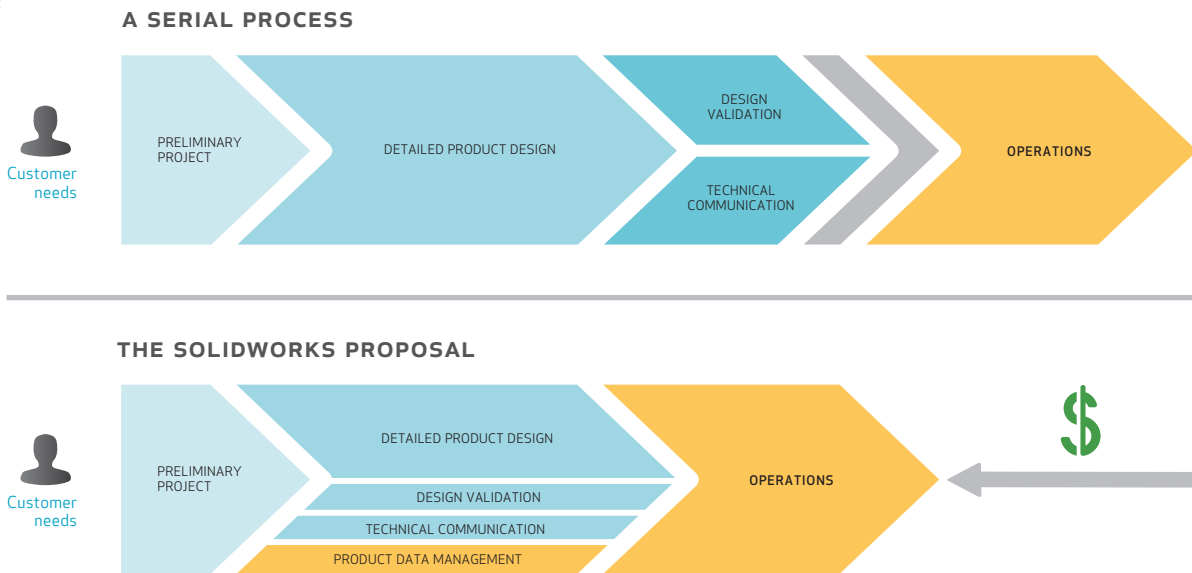 A SERIAL PROCESS
Customer
needs
PRELIMINARY
PROJECT
DETAILED PRODUCT DESIGN
DESIGN
VALIDATION
TECHNICAL
COMMUNICATION
OPERATIONS
THE SOLIDWORKS PROPOSAL
Customer
needs
PRELIMINARY
PROJECT
DETAILED PRODUCT DESIGN
DESIGN VALIDATION
TECHNICAL COMMUNICATION
PRODUCT DATA MANAGEMENT
OPERATIONS
$